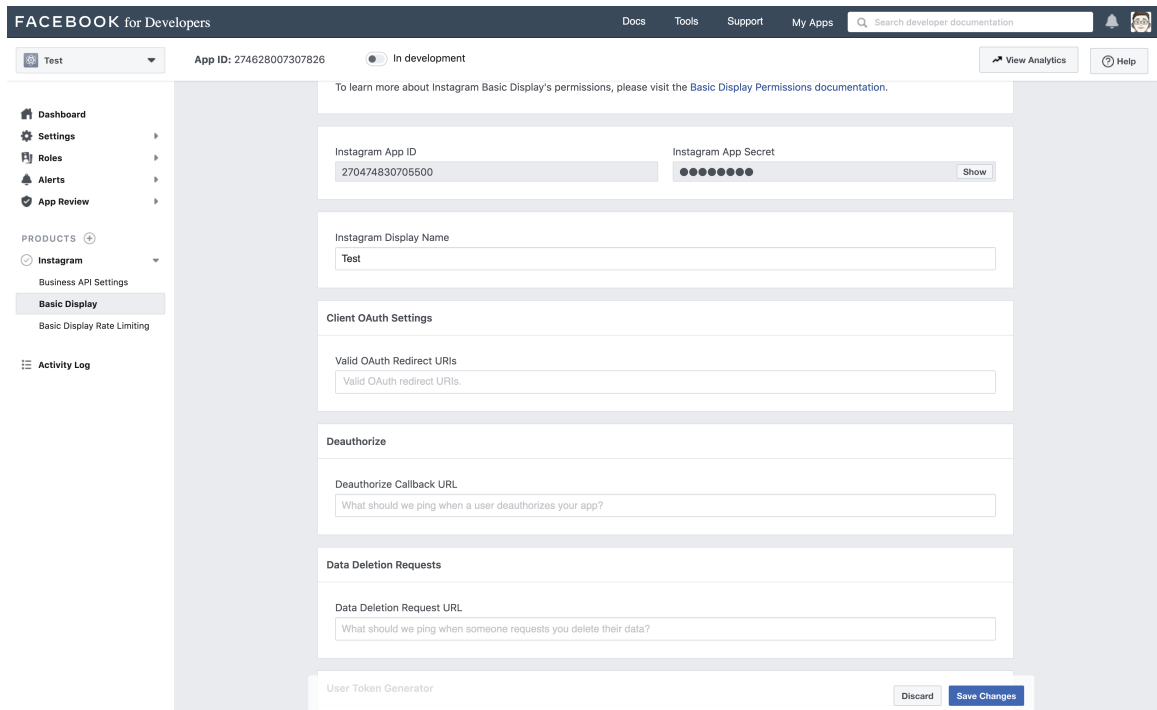 FACEBOOK for Developers
Docs Tools Support My Apps Search developer documentation
Test
App ID: 274628007307826 In development
View Analytics Help
To learn more about Instagram Basic Display's permissions, please visit the Basic Display Permissions documentation.
Dashboard
Settings
Roles
Alerts
App Review
PRODUCTS
Instagram
Business API Settings
Basic Display
Basic Display Rate Limiting
Activity Log
Instagram App ID Instagram App Secret
270474830705500 Show
Instagram Display Name
Test
Client OAuth Settings
Valid OAuth Redirect URIs
Valid OAuth redirect URIs.
Deauthorize
Deauthorize Callback URL
What should we ping when a user deauthorizes your app?
Data Deletion Requests
Data Deletion Request URL
What should we ping when someone requests you delete their data?
User Token Generator
Discard Save Changes